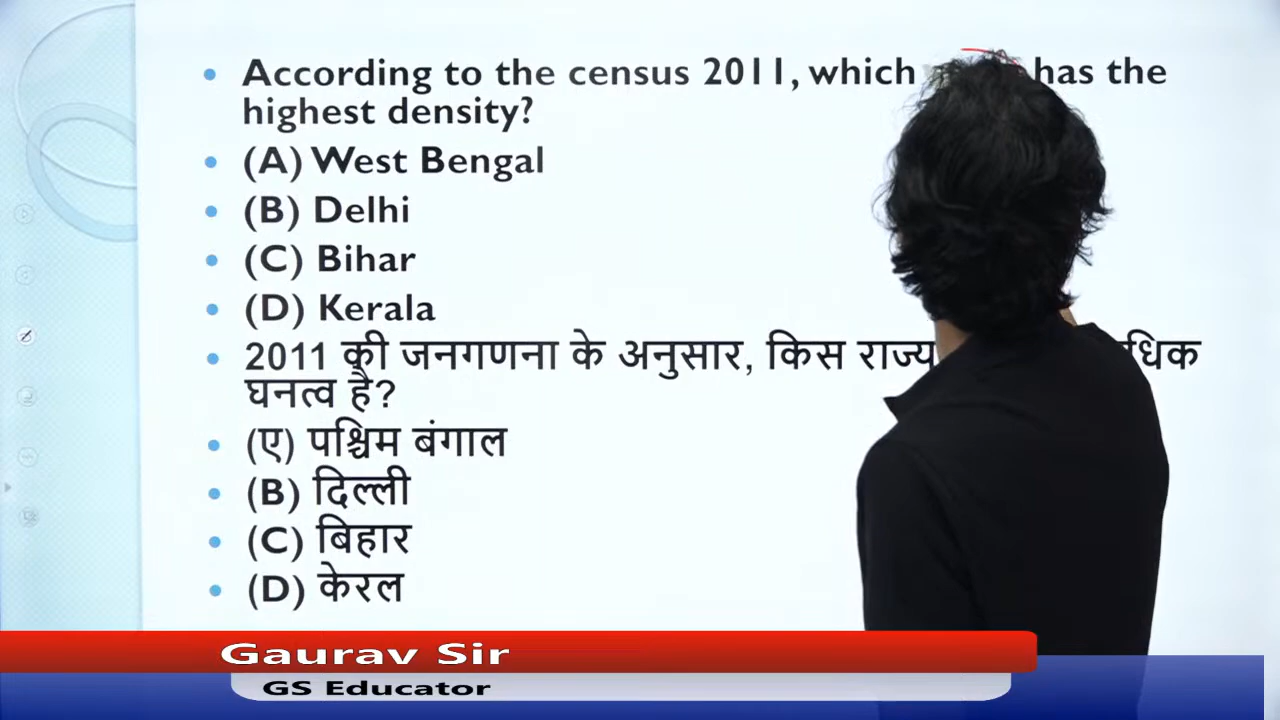 According to the census 2011, which has the
highest density?
(A) West Bengal
(B) Delhi
(C) Bihar
(D) Kerala
2011 की जनगणना के अनुसार, किस राज्य
घनत्व है?
(ए) पश्चिम बंगाल
(B) दिल्ली
(C) बिहार
(D) केरल
Gaurav Sir
GS Educator